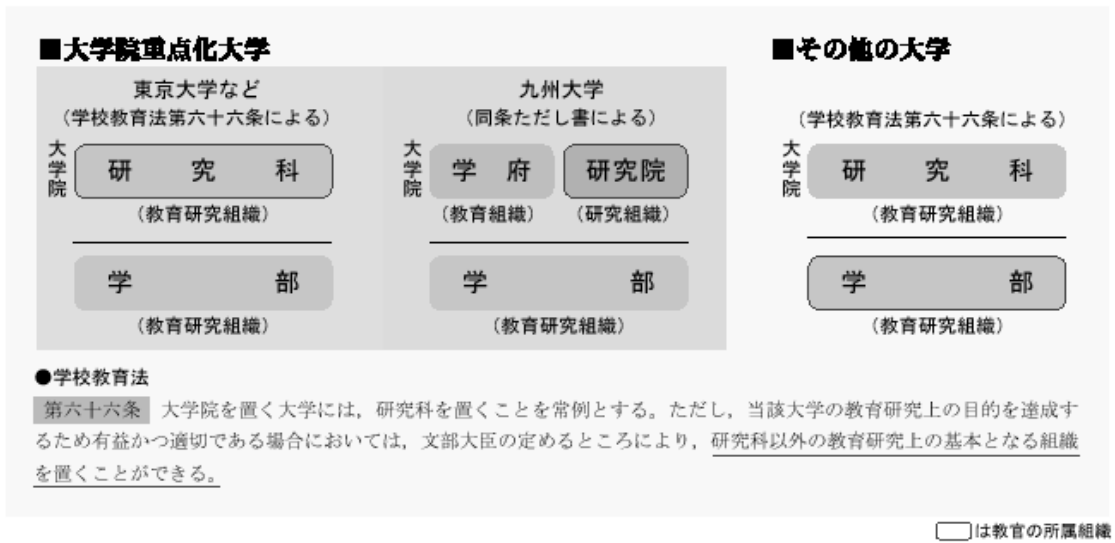 ■大学院重点化大学
東京大学など
(学校教育法第六十六条による)
大学院
研究科
(教育研究組織)
学部
(教育研究組織)
九州大学
(同条ただし書による)
大学院
学府
研究院
(教育組織)
(研究組織)
学部
(教育研究組織)
■その他の大学
(学校教育法第六十六条による)
大学院
研究科
(教育研究組織)
学部
(教育研究組織)
●学校教育法
第六十六条 大学院を置く大学には，研究科を置くことを常例とする。ただし，当該大学の教育研究上の目的を達成す
るため有益かつ適切である場合においては，文部大臣の定めるところにより，研究科以外の教育研究上の基本となる組織
を置くことができる。
は教官の所属組織